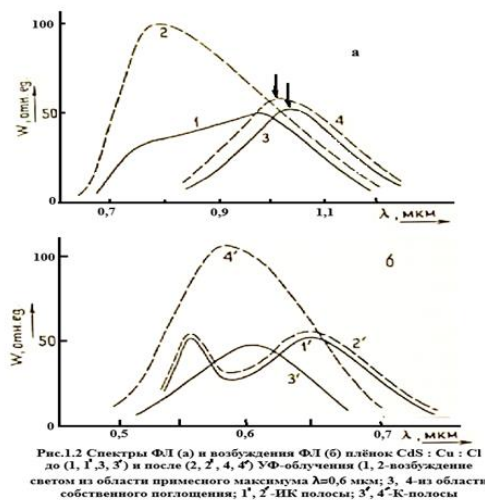 W, отн. ед
100
50
0
2
1
3
4
а
0,7
0,9
1,1
λ, мкм
W, отн. ед
100
50
0
4'
1'
2'
3'
б
0,5
0,6
0,7
λ, мкм
Рис.1.2 Спектры ФЛ (а) и возбуждения ФЛ (б) плёнок CdS : Cu : Cl
до (1, 1', 3, 3') и после (2, 2', 4, 4') УФ-облучения (1, 2-возбуждение
светом из области примесного максимума λ=0,6 мкм; 3, 4-из области
собственного поглощения; 1', 2'-ИК полосы; 3', 4'-К-полосы